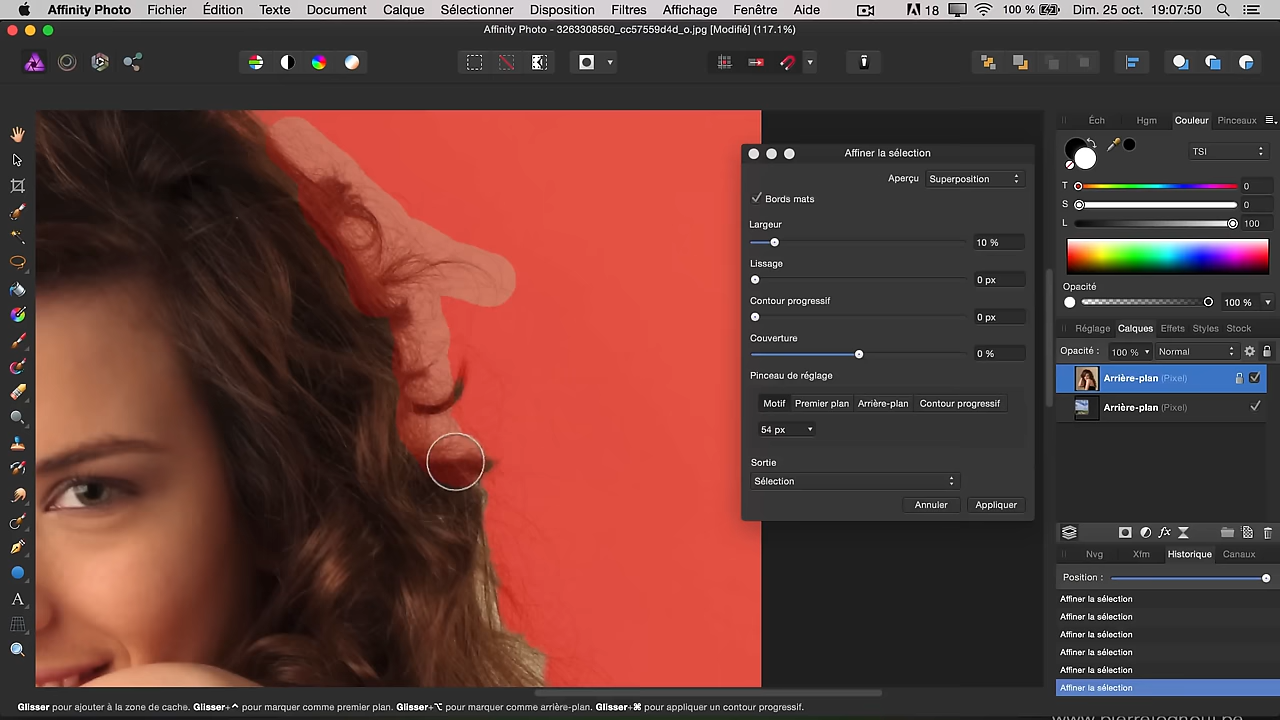 Affinity Photo Fichier Édition Texte Document Calque Sélectionner Disposition Filtres Affichage Fenêtre Aide 18 100 % Dim. 25 oct. 19:07:50
Affinity Photo - 3263308560_cc57559d4d_o.jpg [Modifié] (117.1%)
Éch Hgm Couleur Pinceaux
TSI
T 0
S 0
L 100
Opacité
100 %
Réglage Calques Effets Styles Stock
Opacité : 100 % Normal
Arrière-plan (Pixel)
Arrière-plan (Pixel)
Nvg Xfm Historique Canaux
Position :
Affiner la sélection
Affiner la sélection
Affiner la sélection
Affiner la sélection
Affiner la sélection
Affiner la sélection
Affiner la sélection
Aperçu Superposition
Bords mats
Largeur
10 %
Lissage
0 px
Contour progressif
0 px
Couverture
0 %
Pinceau de réglage
Motif Premier plan Arrière-plan Contour progressif
54 px
Sortie
Sélection
Annuler Appliquer
A
Glisser pour ajouter à la zone de cache. Glisser+⌃ pour marquer comme premier plan. Glisser+⌥ pour marquer comme arrière-plan. Glisser+⌘ pour appliquer un contour progressif.